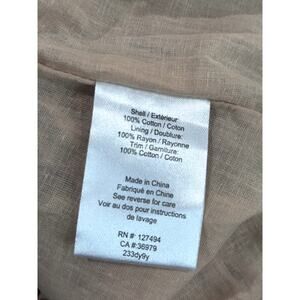 Shell / Extérieur
100% Cotton / Coton
Lining / Doublure:
100% Rayon / Rayonne
Trim / Garniture:
100% Cotton / Coton
Made in China
Fabriqué en Chine
See reverse for care
Voir au dos pour instructions
de lavage
RN #: 127494
CA #:36979
233dy9y